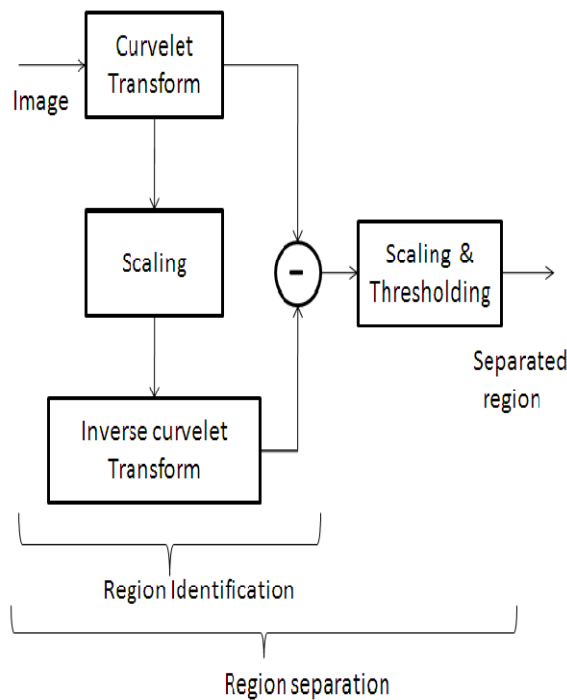 Curvelet
Transform
Image
Scaling
-
Scaling &
Thresholding
Separated
region
Inverse curvelet
Transform
Region Identification
Region separation